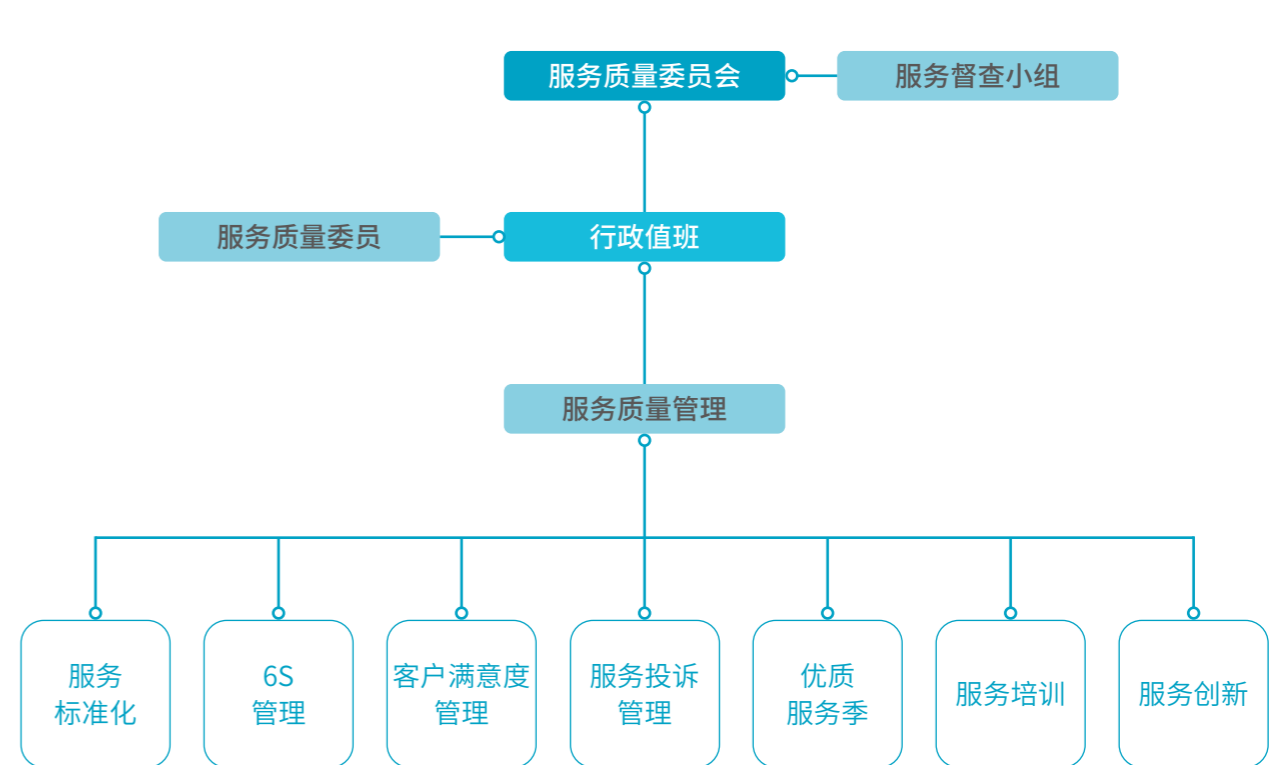 服务质量委员会
服务督查小组
服务质量委员
行政值班
服务质量管理
服务
标准化
6S
管理
客户满意度
管理
服务投诉
管理
优质
服务季
服务培训
服务创新